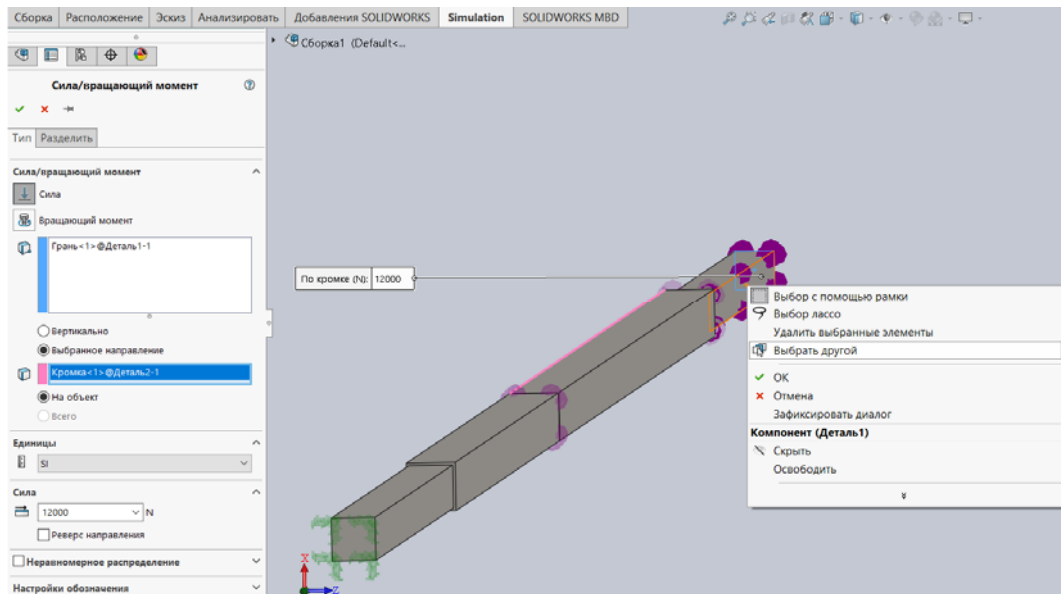 Сборка Расположение Эскиз Анализировать Добавления SOLIDWORKS Simulation SOLIDWORKS MBD
Сборка1 (Default<...
Сила/вращающий момент
Тип Разделить
Сила/вращающий момент
Сила
Вращающий момент
Грань<1>@Деталь1-1
Вертикально
Выбранное направление
Кромка<1>@Деталь2-1
На объект
Всего
Единицы
SI
Сила
12000 N
Реверс направления
Неравномерное распределение
Настройки обозначения
По кромке (N): 12000
Выбор с помощью рамки
Выбор лассо
Удалить выбранные элементы
Выбрать другой
OK
Отмена
Зафиксировать диалог
Компонент (Деталь1)
Скрыть
Освободить
X
Z